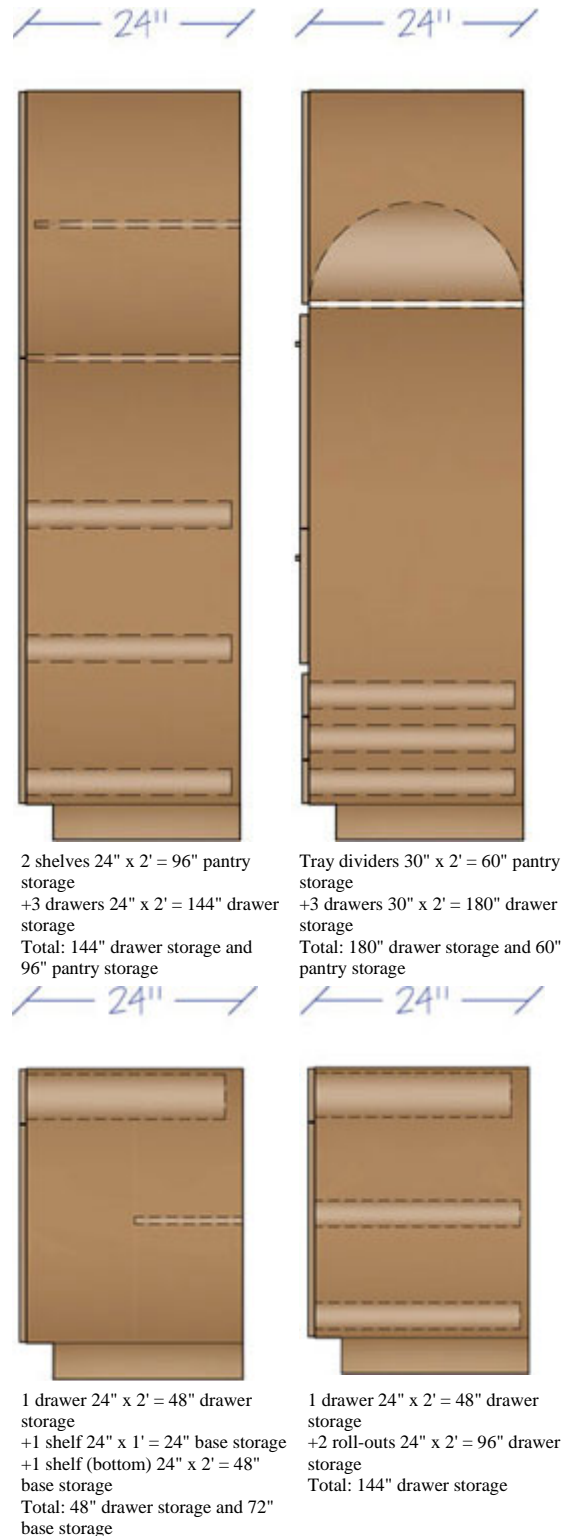 24" 24"
2 shelves 24" x 2' = 96" pantry
storage
+3 drawers 24" x 2' = 144" drawer
storage
Total: 144" drawer storage and
96" pantry storage
Tray dividers 30" x 2' = 60" pantry
storage
+3 drawers 30" x 2' = 180" drawer
storage
Total: 180" drawer storage and 60"
pantry storage
24" 24"
1 drawer 24" x 2' = 48" drawer
storage
+1 shelf 24" x 1' = 24" base storage
+1 shelf (bottom) 24" x 2' = 48"
base storage
Total: 48" drawer storage and 72"
base storage
1 drawer 24" x 2' = 48" drawer
storage
+2 roll-outs 24" x 2' = 96" drawer
storage
Total: 144" drawer storage